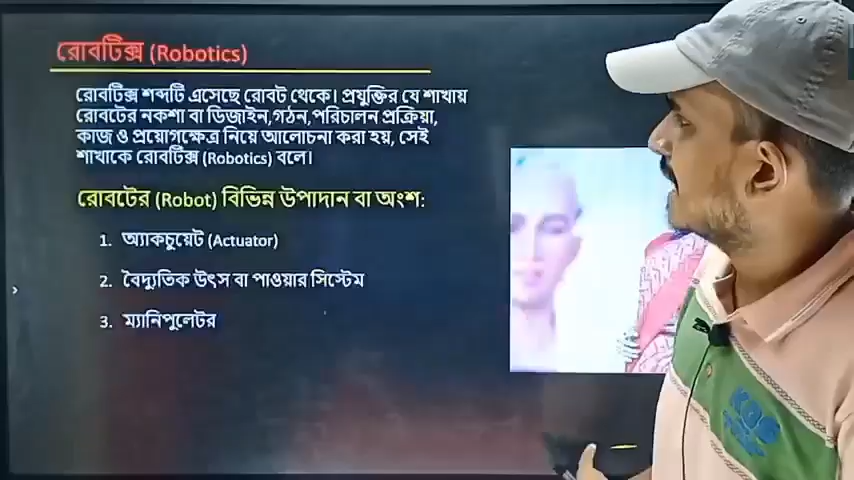 রোবটিক্স (Robotics)
রোবটিক্স শব্দটি এসেছে রোবট থেকে। প্রযুক্তির যে শাখায়
রোবটের নকশা বা ডিজাইন,গঠন,পরিচালন প্রক্রিয়া,
কাজ ও প্রয়োগক্ষেত্র নিয়ে আলোচনা করা হয়, সেই
শাখাকে রোবটিক্স (Robotics) বলে।
রোবটের (Robot) বিভিন্ন উপাদান বা অংশ:
1. অ্যাকচুয়েট (Actuator)
2. বৈদ্যুতিক উৎস বা পাওয়ার সিস্টেম
3. ম্যানিপুলেটর